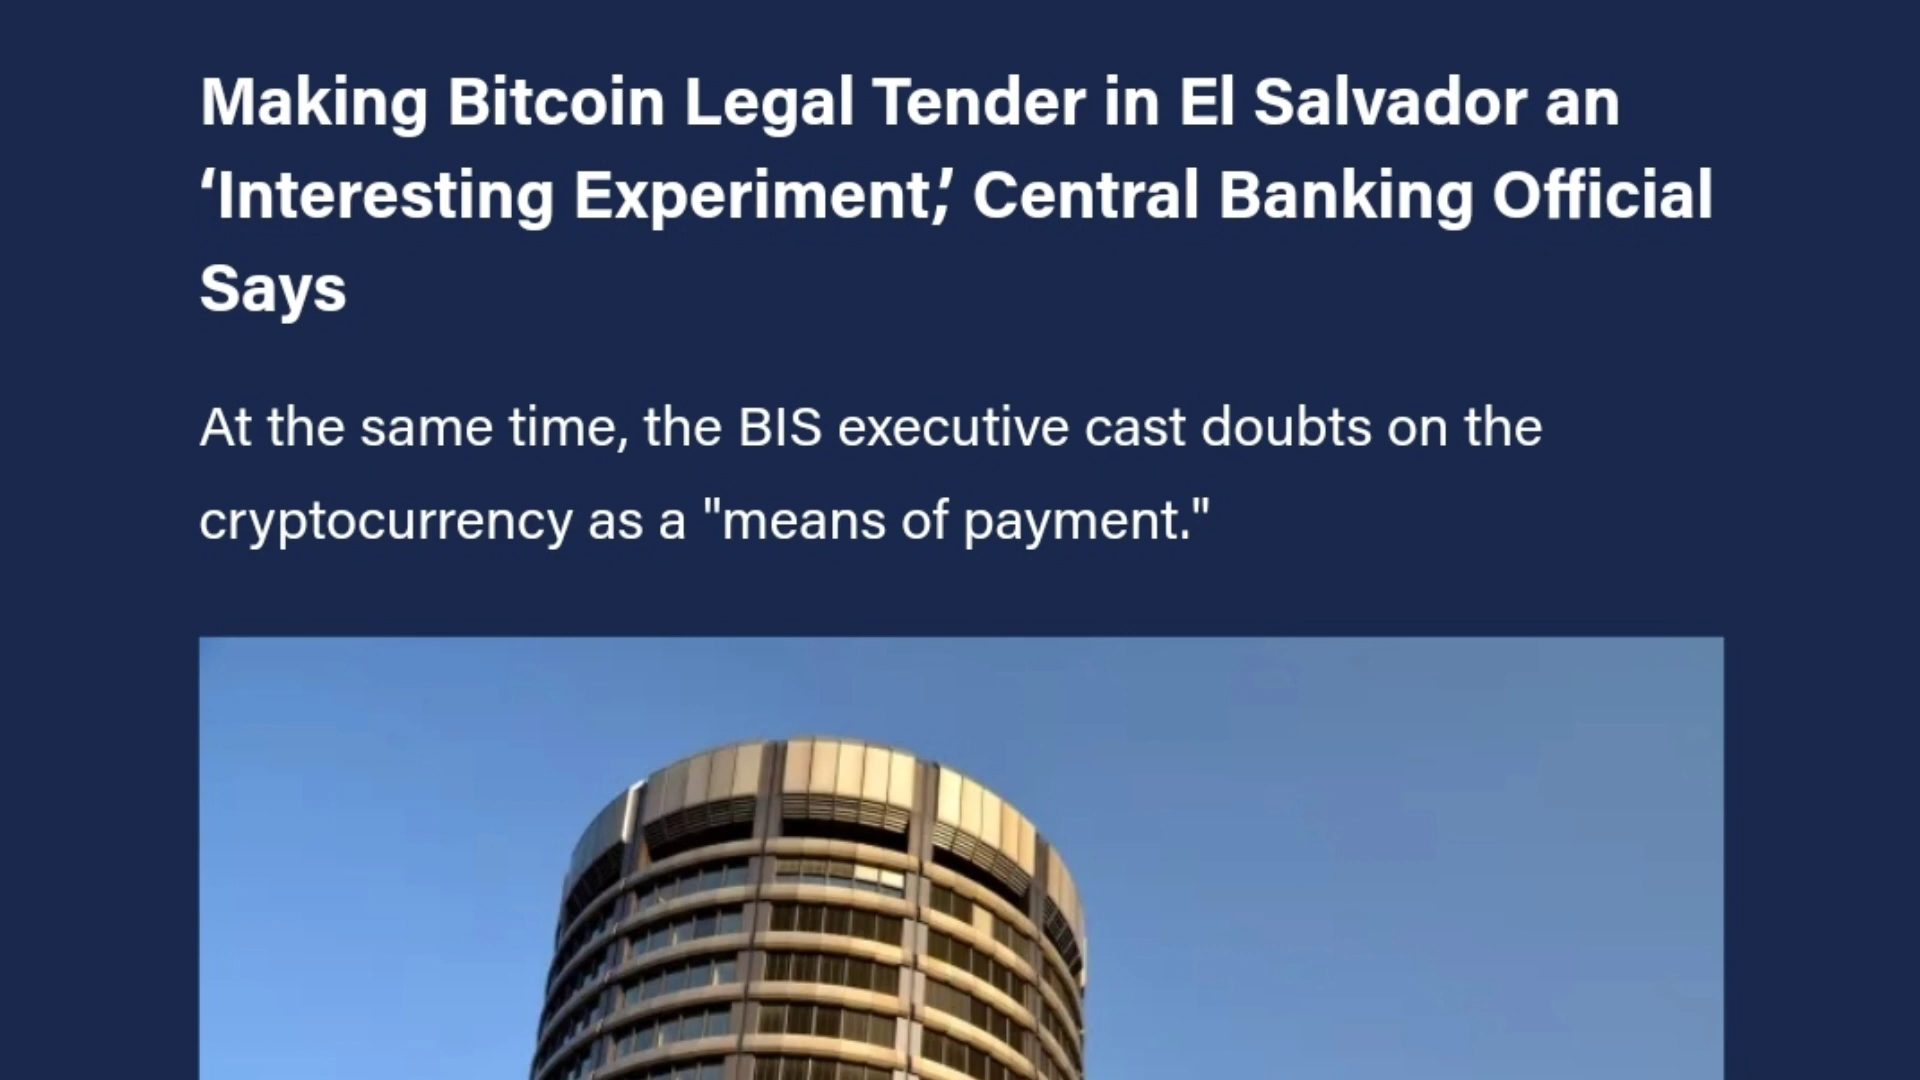 Making Bitcoin Legal Tender in El Salvador an
‘Interesting Experiment,’ Central Banking Official
Says
At the same time, the BIS executive cast doubts on the
cryptocurrency as a "means of payment."